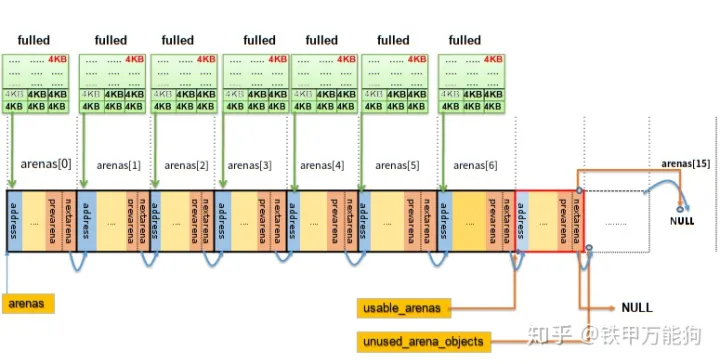 fulled fulled fulled fulled fulled fulled fulled
.... .... 4KB .... .... 4KB .... .... 4KB .... .... 4KB .... .... 4KB .... .... 4KB .... .... 4KB
.... .... .... .... .... .... .... .... .... .... .... .... .... .... .... .... .... .... .... .... ....
4KB 4KB 4KB 4KB 4KB 4KB 4KB 4KB 4KB 4KB 4KB 4KB 4KB 4KB 4KB 4KB 4KB 4KB 4KB 4KB 4KB
4KB 4KB 4KB 4KB 4KB 4KB 4KB 4KB 4KB 4KB 4KB 4KB 4KB 4KB 4KB 4KB 4KB 4KB 4KB 4KB 4KB
arenas[0] arenas[1] arenas[2] arenas[3] arenas[4] arenas[5] arenas[6] arenas[15]
address .... prevarena nextarena address .... prevarena nextarena address .... prevarena nextarena address .... prevarena nextarena address .... prevarena nextarena address .... prevarena nextarena address .... prevarena nextarena address .... prevarena nextarena ........ NULL
arenas
usable_arenas
NULL
unused_arena_objects
知乎 @铁甲万能狗